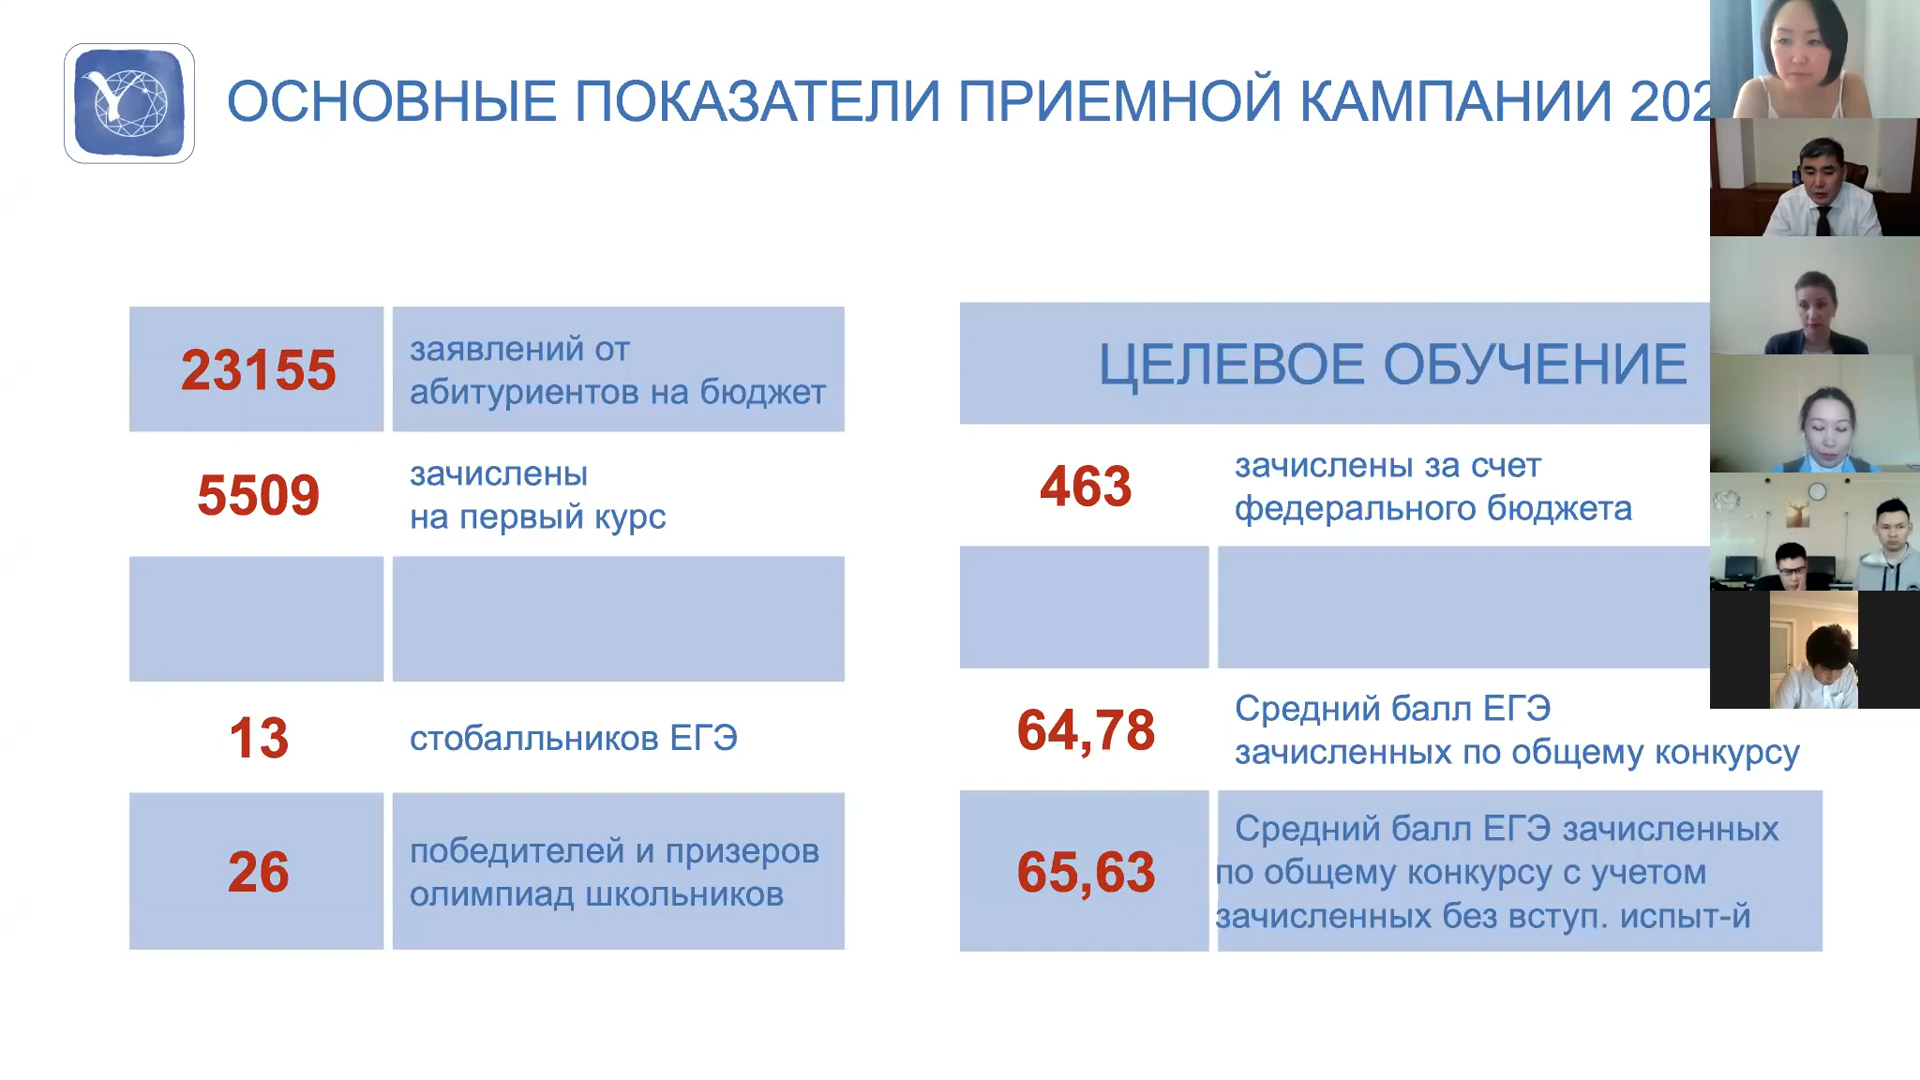 ОСНОВНЫЕ ПОКАЗАТЕЛИ ПРИЕМНОЙ КАМПАНИИ 202
23155
заявлений от
абитуриентов на бюджет
5509
зачислены
на первый курс
13
стобалльников ЕГЭ
26
победителей и призеров
олимпиад школьников
ЦЕЛЕВОЕ ОБУЧЕНИЕ
463
зачислены за счет
федерального бюджета
64,78
Средний балл ЕГЭ
зачисленных по общему конкурсу
65,63
Средний балл ЕГЭ зачисленных
по общему конкурсу с учетом
зачисленных без вступ. испыт-й